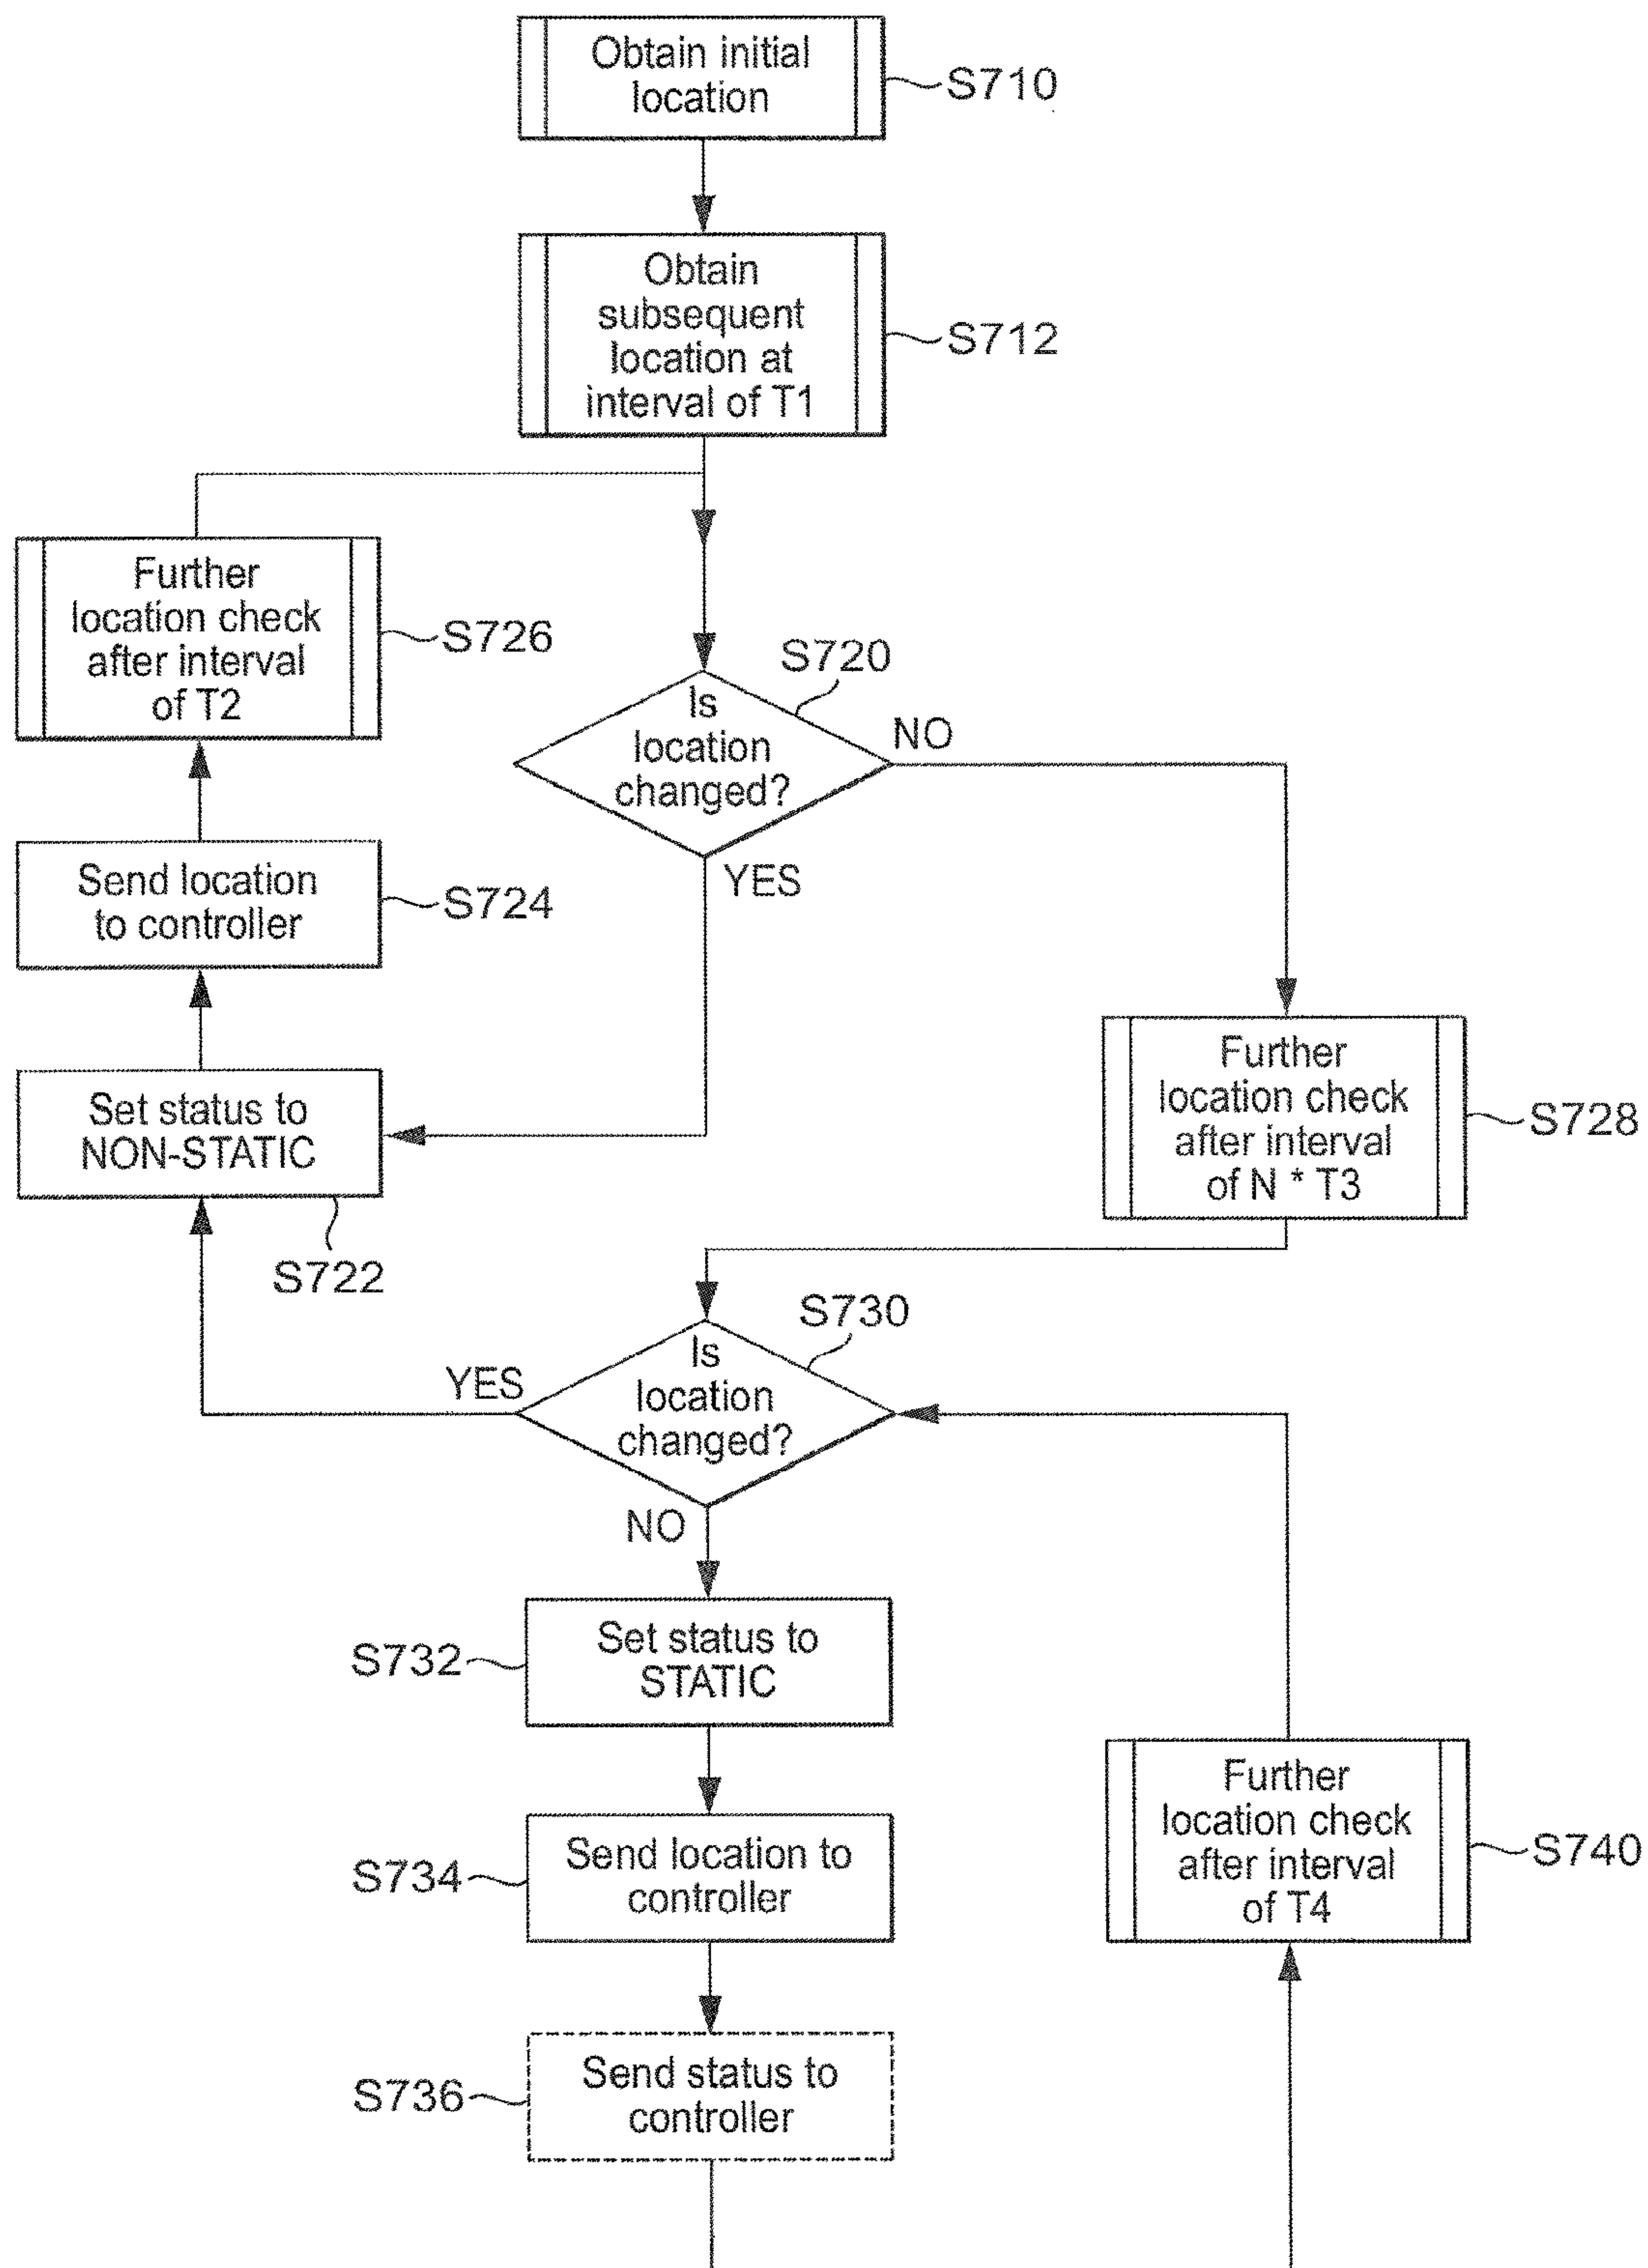 Obtain initial
location
S710
Obtain
subsequent
location at
interval of T1
S712
Further
location check
after interval
of T2
S726
S720
Is
location
changed?
NO
YES
Send location
to controller
S724
Set status to
NON-STATIC
S722
Further
location check
after interval
of N * T3
S728
S730
Is
location
changed?
YES
NO
Set status to
STATIC
S732
Send location to
controller
S734
Further
location check
after interval
of T4
S740
Send status to
controller
S736